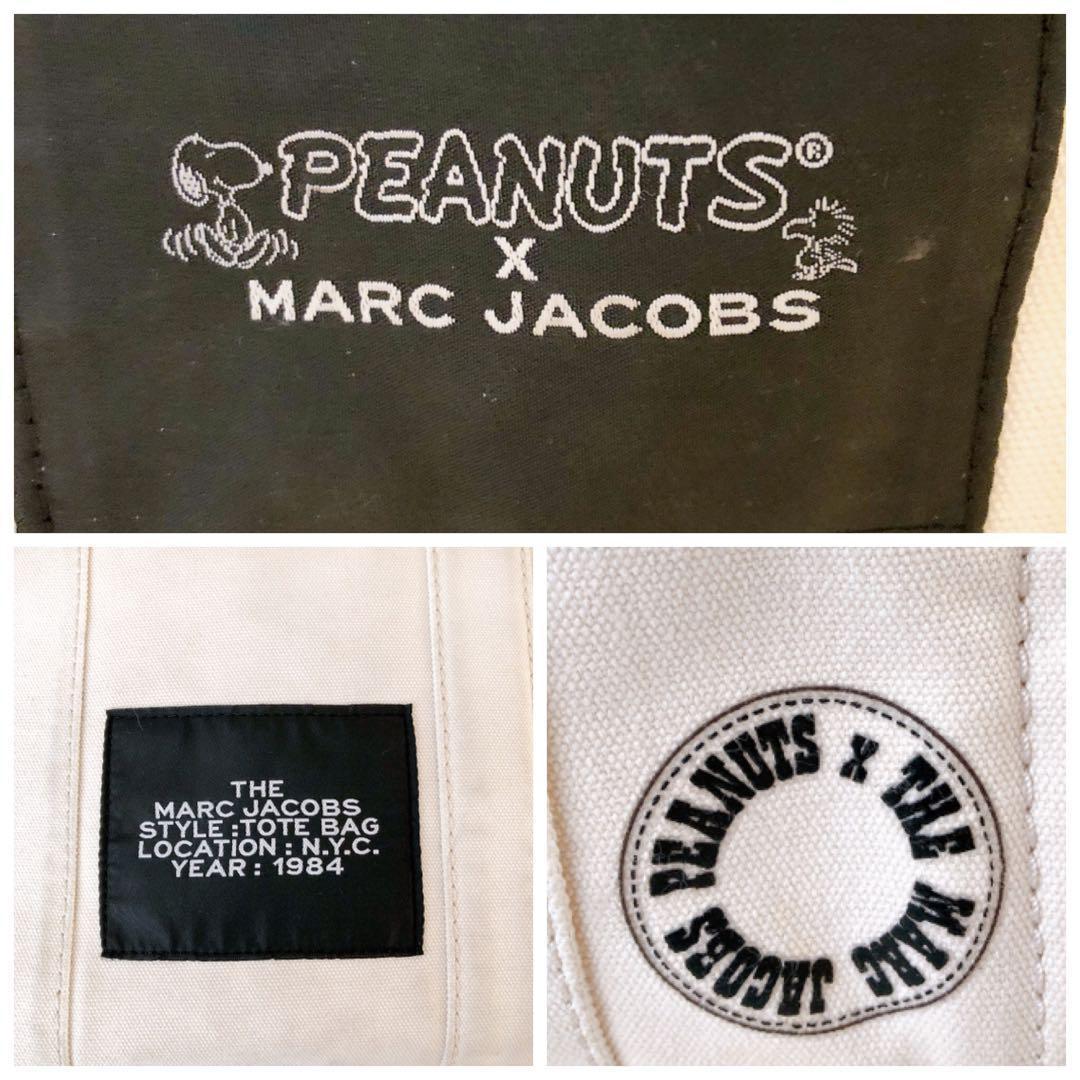 PEANUTS®
X
MARC JACOBS
THE
MARC JACOBS
STYLE : TOTE BAG
LOCATION : N.Y.C.
YEAR : 1984
PEANUTS X THE MARC JACOBS